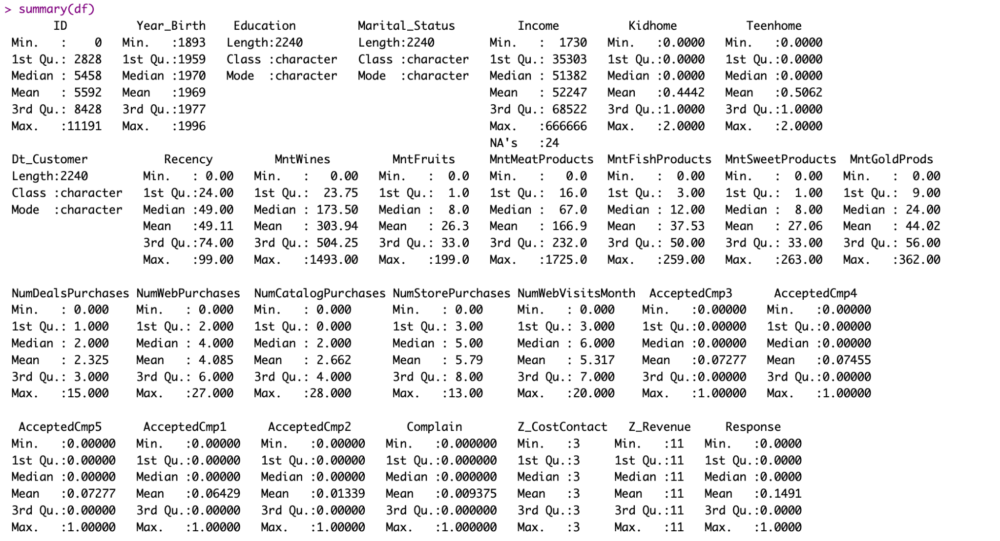 > summary(df)
      ID          Year_Birth    Education         Marital_Status         Income          Kidhome          Teenhome
 Min.   :    0   Min.   :1893   Length:2240        Length:2240        Min.   :  1730   Min.   :0.0000   Min.   :0.0000
 1st Qu.: 2828   1st Qu.:1959   Class :character   Class :character   1st Qu.: 35303   1st Qu.:0.0000   1st Qu.:0.0000
 Median : 5458   Median :1970   Mode  :character   Mode  :character   Median : 51382   Median :0.0000   Median :0.0000
 Mean   : 5592   Mean   :1969                                         Mean   : 52247   Mean   :0.4442   Mean   :0.5062
 3rd Qu.: 8428   3rd Qu.:1977                                         3rd Qu.: 68522   3rd Qu.:1.0000   3rd Qu.:1.0000
 Max.   :11191   Max.   :1996                                         Max.   :666666   Max.   :2.0000   Max.   :2.0000
                                                                      NA's   :24
 Dt_Customer           Recency         MntWines         MntFruits     MntMeatProducts  MntFishProducts  MntSweetProducts  MntGoldProds
 Length:2240        Min.   : 0.00   Min.   :   0.00   Min.   :  0.0   Min.   :   0.0   Min.   :  0.00   Min.   :  0.00   Min.   :  0.00
 Class :character   1st Qu.:24.00   1st Qu.:  23.75   1st Qu.:  1.0   1st Qu.:  16.0   1st Qu.:  3.00   1st Qu.:  1.00   1st Qu.:  9.00
 Mode  :character   Median :49.00   Median : 173.50   Median :  8.0   Median :  67.0   Median : 12.00   Median :  8.00   Median : 24.00
                    Mean   :49.11   Mean   : 303.94   Mean   : 26.3   Mean   : 166.9   Mean   : 37.53   Mean   : 27.06   Mean   : 44.02
                    3rd Qu.:74.00   3rd Qu.: 504.25   3rd Qu.: 33.0   3rd Qu.: 232.0   3rd Qu.: 50.00   3rd Qu.: 33.00   3rd Qu.: 56.00
                    Max.   :99.00   Max.   :1493.00   Max.   :199.0   Max.   :1725.0   Max.   :259.00   Max.   :263.00   Max.   :362.00
 NumDealsPurchases NumWebPurchases  NumCatalogPurchases NumStorePurchases NumWebVisitsMonth  AcceptedCmp3      AcceptedCmp4
 Min.   : 0.000    Min.   : 0.000   Min.   : 0.000      Min.   : 0.00     Min.   : 0.000    Min.   :0.00000   Min.   :0.00000
 1st Qu.: 1.000    1st Qu.: 2.000   1st Qu.: 0.000      1st Qu.: 3.00     1st Qu.: 3.000    1st Qu.:0.00000   1st Qu.:0.00000
 Median : 2.000    Median : 4.000   Median : 2.000      Median : 5.00     Median : 6.000    Median :0.00000   Median :0.00000
 Mean   : 2.325    Mean   : 4.085   Mean   : 2.662      Mean   : 5.79     Mean   : 5.317    Mean   :0.07277   Mean   :0.07455
 3rd Qu.: 3.000    3rd Qu.: 6.000   3rd Qu.: 4.000      3rd Qu.: 8.00     3rd Qu.: 7.000    3rd Qu.:0.00000   3rd Qu.:0.00000
 Max.   :15.000    Max.   :27.000   Max.   :28.000      Max.   :13.00     Max.   :20.000    Max.   :1.00000   Max.   :1.00000
  AcceptedCmp5      AcceptedCmp1      AcceptedCmp2        Complain        Z_CostContact   Z_Revenue     Response
 Min.   :0.00000   Min.   :0.00000   Min.   :0.00000   Min.   :0.000000   Min.   :3     Min.   :11   Min.   :0.0000
 1st Qu.:0.00000   1st Qu.:0.00000   1st Qu.:0.00000   1st Qu.:0.000000   1st Qu.:3     1st Qu.:11   1st Qu.:0.0000
 Median :0.00000   Median :0.00000   Median :0.00000   Median :0.000000   Median :3     Median :11   Median :0.0000
 Mean   :0.07277   Mean   :0.06429   Mean   :0.01339   Mean   :0.009375   Mean   :3     Mean   :11   Mean   :0.1491
 3rd Qu.:0.00000   3rd Qu.:0.00000   3rd Qu.:0.00000   3rd Qu.:0.000000   3rd Qu.:3     3rd Qu.:11   3rd Qu.:0.0000
 Max.   :1.00000   Max.   :1.00000   Max.   :1.00000   Max.   :1.000000   Max.   :3     Max.   :11   Max.   :1.0000